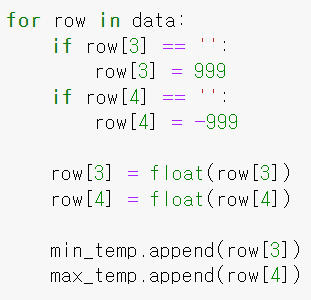 for row in data:
    if row[3] == '':
        row[3] = 999
    if row[4] == '':
        row[4] = -999

    row[3] = float(row[3])
    row[4] = float(row[4])

    min_temp.append(row[3])
    max_temp.append(row[4])